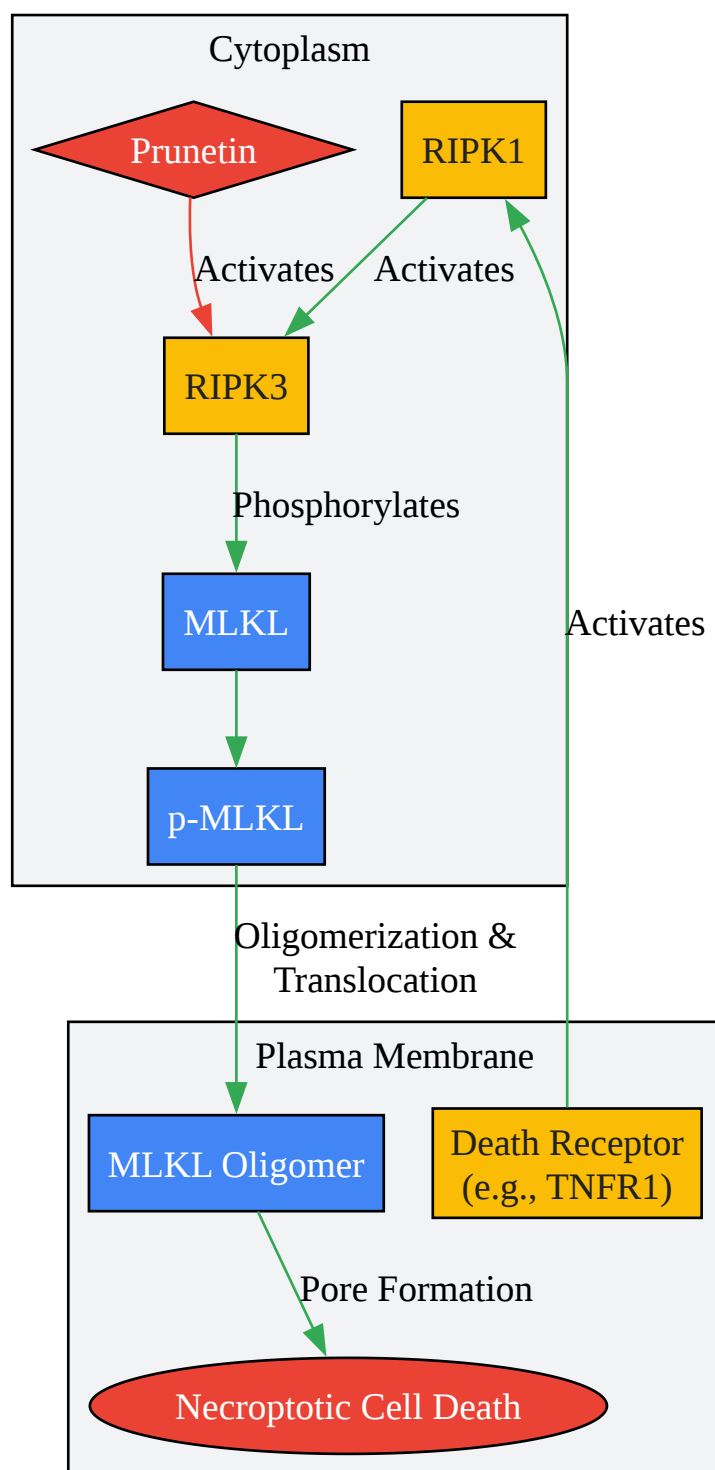 Cytoplasm
Prunetin
RIPK1
Activates
Activates
RIPK3
Phosphorylates
MLKL
Activates
p-MLKL
Oligomerization &
Translocation
Plasma Membrane
MLKL Oligomer
Death Receptor
(e.g., TNFR1)
Pore Formation
Necroptotic Cell Death